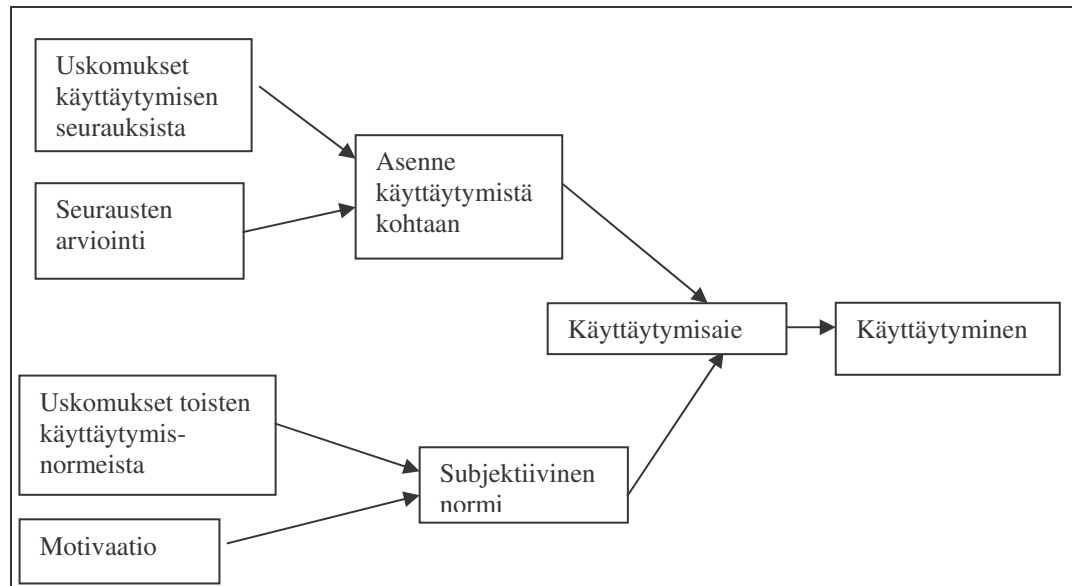 Uskomukset
käyttäytymisen
seurauksista
Seurausten
arviointi
Asenne
käyttäytymistä
kohtaan
Käyttäytymisaie
Käyttäytyminen
Uskomukset toisten
käyttäytymis-
normeista
Motivaatio
Subjektiivinen
normi